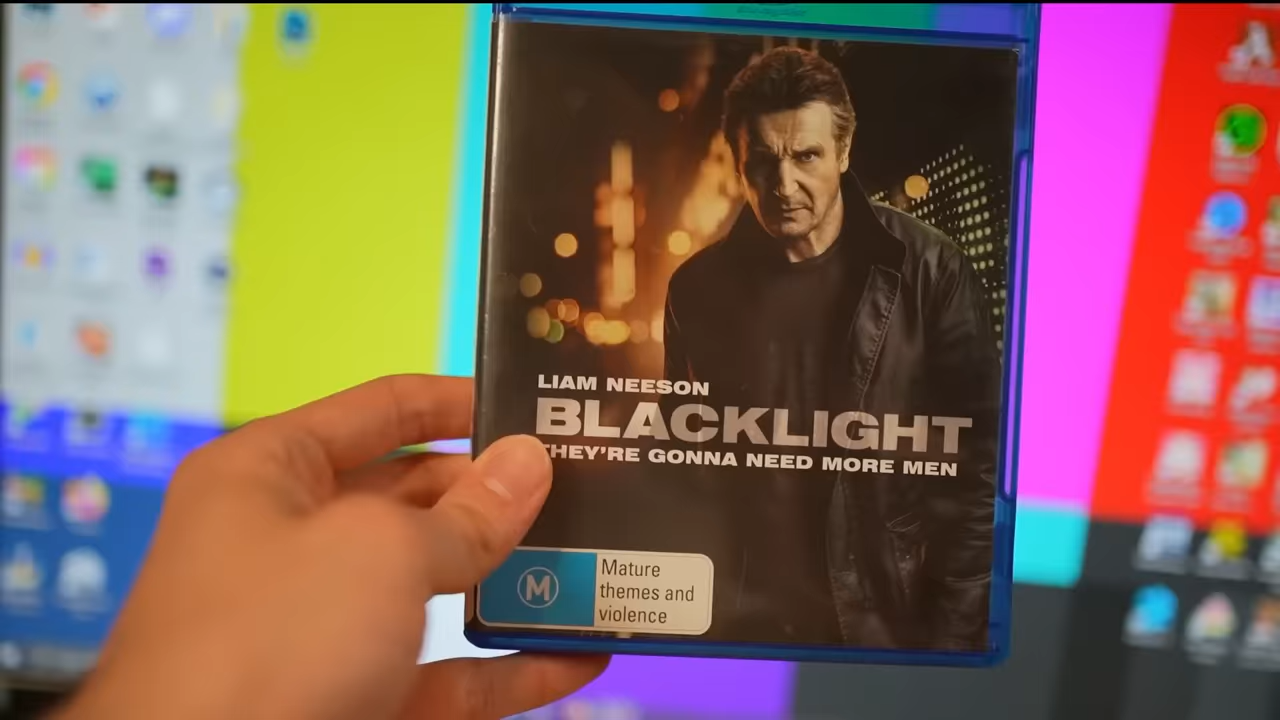 LIAM NEESON
BLACKLIGHT
THEY'RE GONNA NEED MORE MEN
M
Mature
themes and
violence